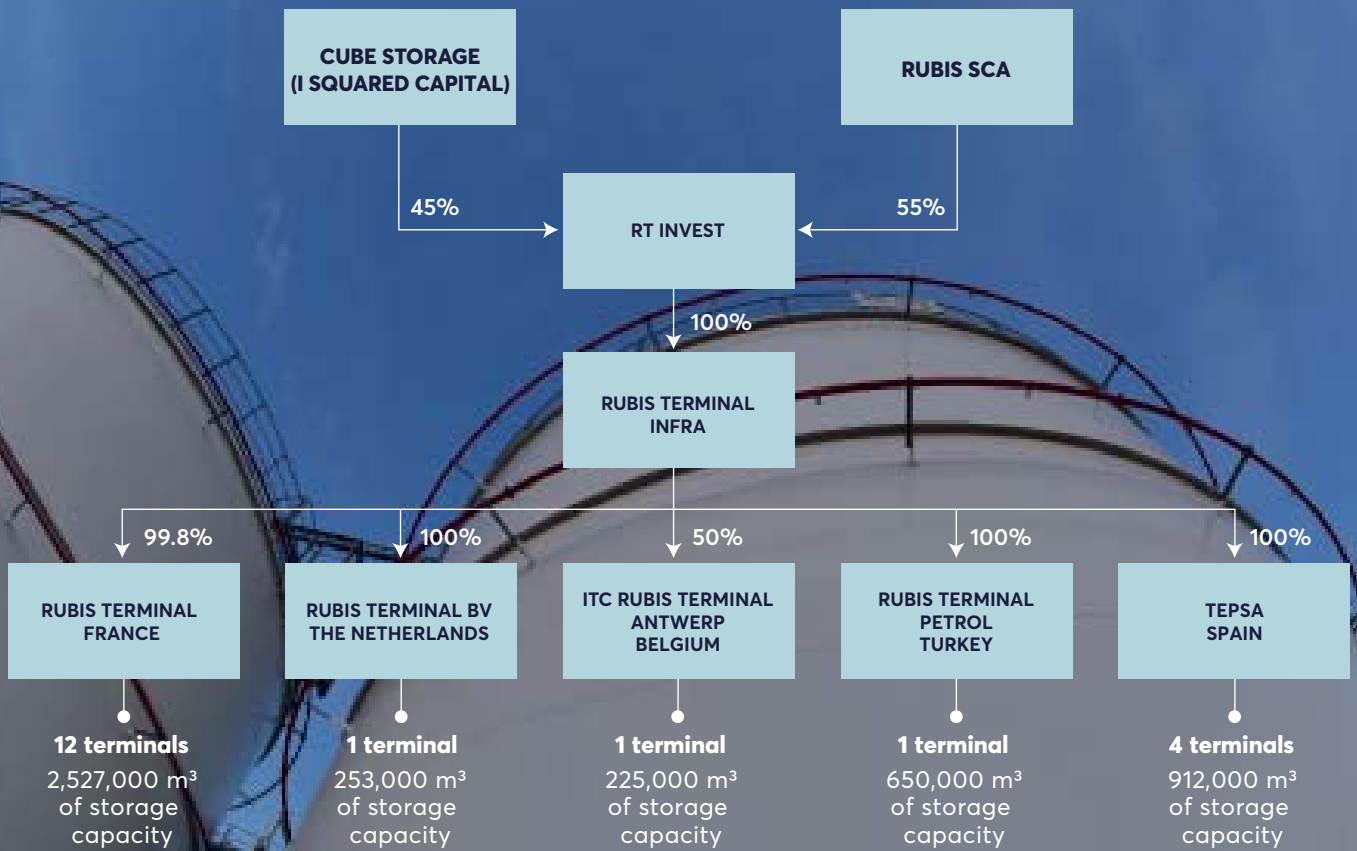 CUBE STORAGE
(I SQUARED CAPITAL)
RUBIS SCA
45%
55%
RT INVEST
100%
RUBIS TERMINAL
INFRA
99.8%
100%
50%
100%
100%
RUBIS TERMINAL
FRANCE
RUBIS TERMINAL BV
THE NETHERLANDS
ITC RUBIS TERMINAL
ANTWERP
BELGIUM
RUBIS TERMINAL
PETROL
TURKEY
TEPSA
SPAIN
12 terminals
2,527,000 m³
of storage
capacity
1 terminal
253,000 m³
of storage
capacity
1 terminal
225,000 m³
of storage
capacity
1 terminal
650,000 m³
of storage
capacity
4 terminals
912,000 m³
of storage
capacity